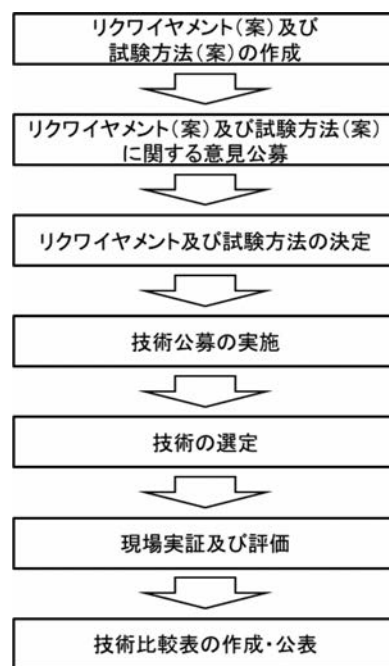 リクワイヤメント(案)及び
試験方法(案)の作成
リクワイヤメント(案)及び試験方法(案)
に関する意見公募
リクワイヤメント及び試験方法の決定
技術公募の実施
技術の選定
現場実証及び評価
技術比較表の作成・公表